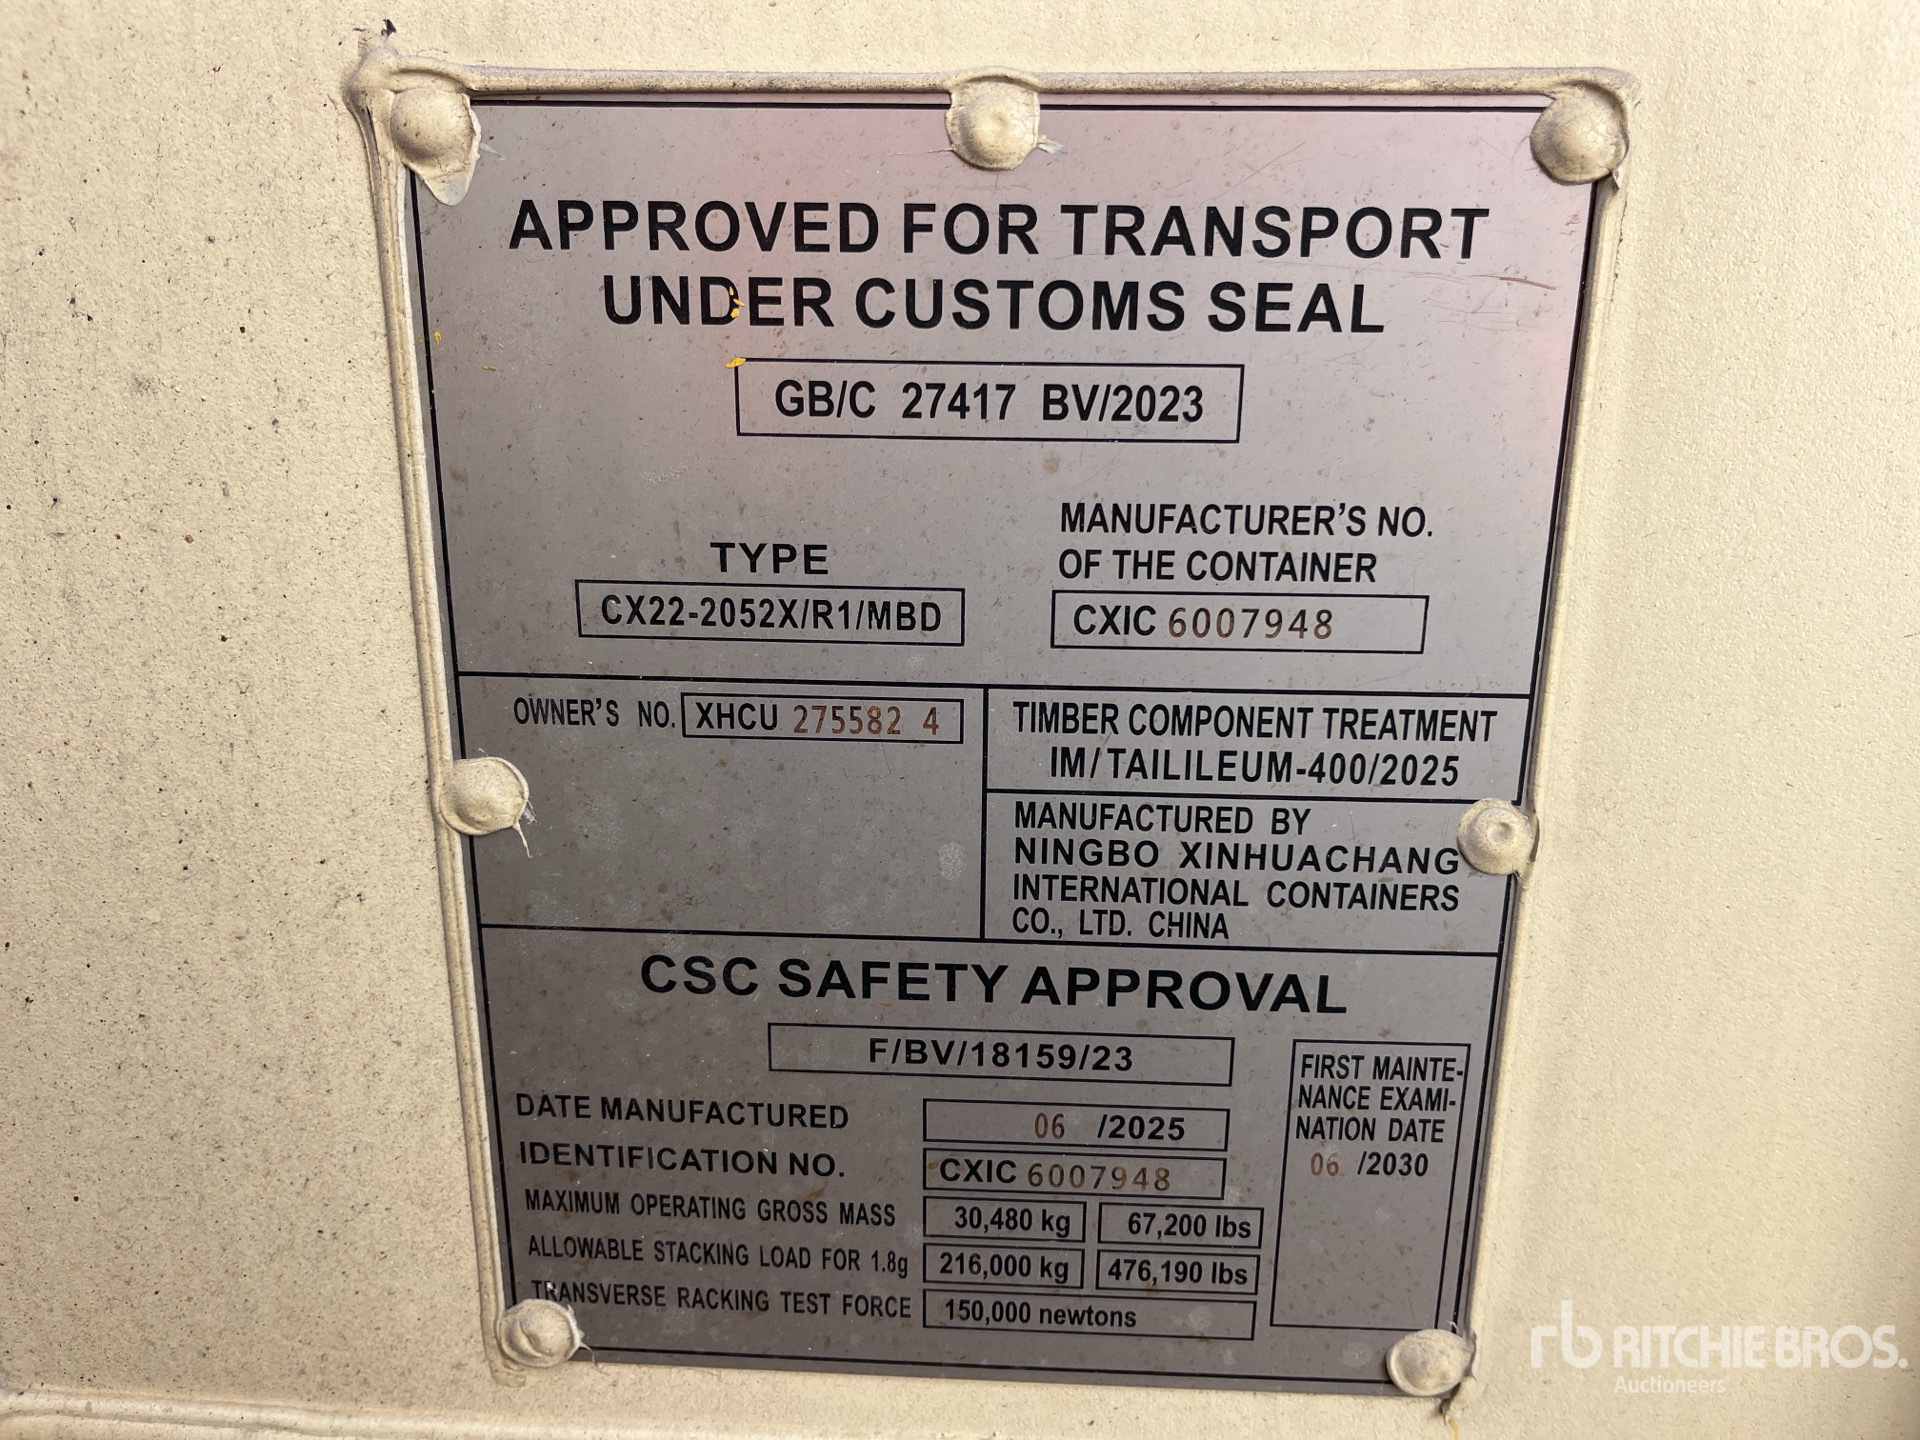 APPROVED FOR TRANSPORT
UNDER CUSTOMS SEAL
GB/C 27417 BV/2023
TYPE
CX22-2052X/R1/MBD
MANUFACTURER'S NO.
OF THE CONTAINER
CXIC 6007948
OWNER'S NO. XHCU 275582 4
TIMBER COMPONENT TREATMENT
IM/TAILILEUM-400/2025
MANUFACTURED BY
NINGBO XINHUACHANG
INTERNATIONAL CONTAINERS
CO., LTD. CHINA
CSC SAFETY APPROVAL
F/BV/18159/23
DATE MANUFACTURED 06 /2025
IDENTIFICATION NO. CXIC 6007948
MAXIMUM OPERATING GROSS MASS 30,480 kg 67,200 lbs
ALLOWABLE STACKING LOAD FOR 1.8g 216,000 kg 476,190 lbs
TRANSVERSE RACKING TEST FORCE 150,000 newtons
FIRST MAINTE-
NANCE EXAMI-
NATION DATE
06 /2030
rb RITCHIE BROS.
Auctioneers